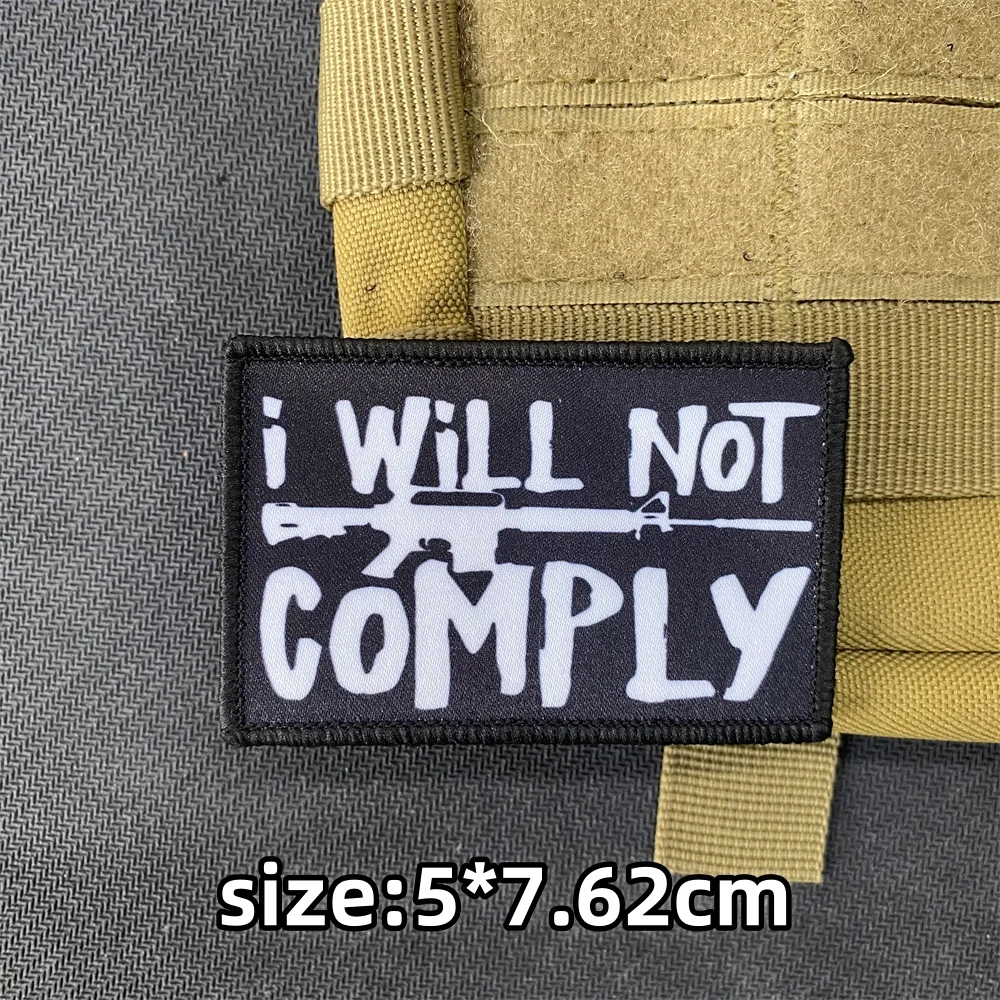 i WiLL NOT
COMPLY
size:5*7.62cm